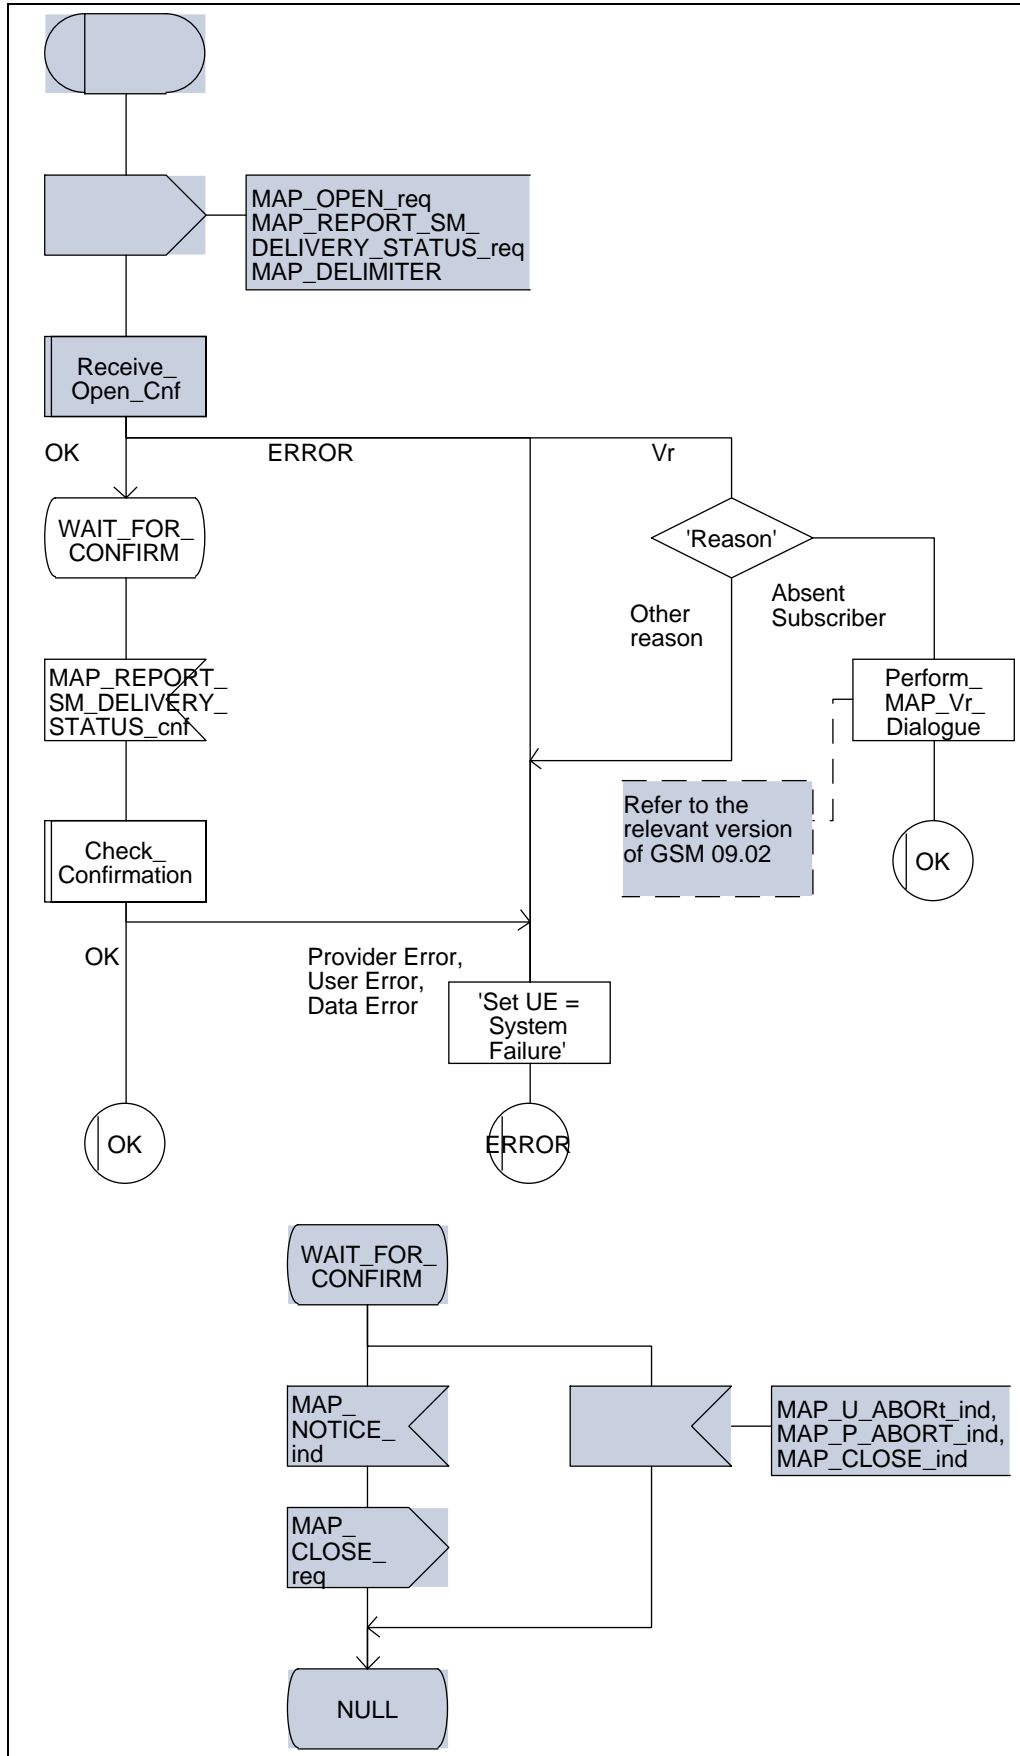 MAP_OPEN_req
MAP_REPORT_SM_
DELIVERY_STATUS_req
MAP_DELIMITER
Receive_
Open_Cnf
OK
ERROR
Vr
WAIT_FOR_
CONFIRM
'Reason'
Other
reason
Absent
Subscriber
MAP_REPORT_
SM_DELIVERY_
STATUS_cnf
Perform_
MAP_Vr_
Dialogue
Refer to the
relevant version
of GSM 09.02
Check_
Confirmation
OK
OK
Provider Error,
User Error,
Data Error
'Set UE =
System
Failure'
OK
ERROR
WAIT_FOR_
CONFIRM
MAP_
NOTICE_
ind
MAP_U_ABORt_ind,
MAP_P_ABORT_ind,
MAP_CLOSE_ind
MAP_
CLOSE_
req
NULL